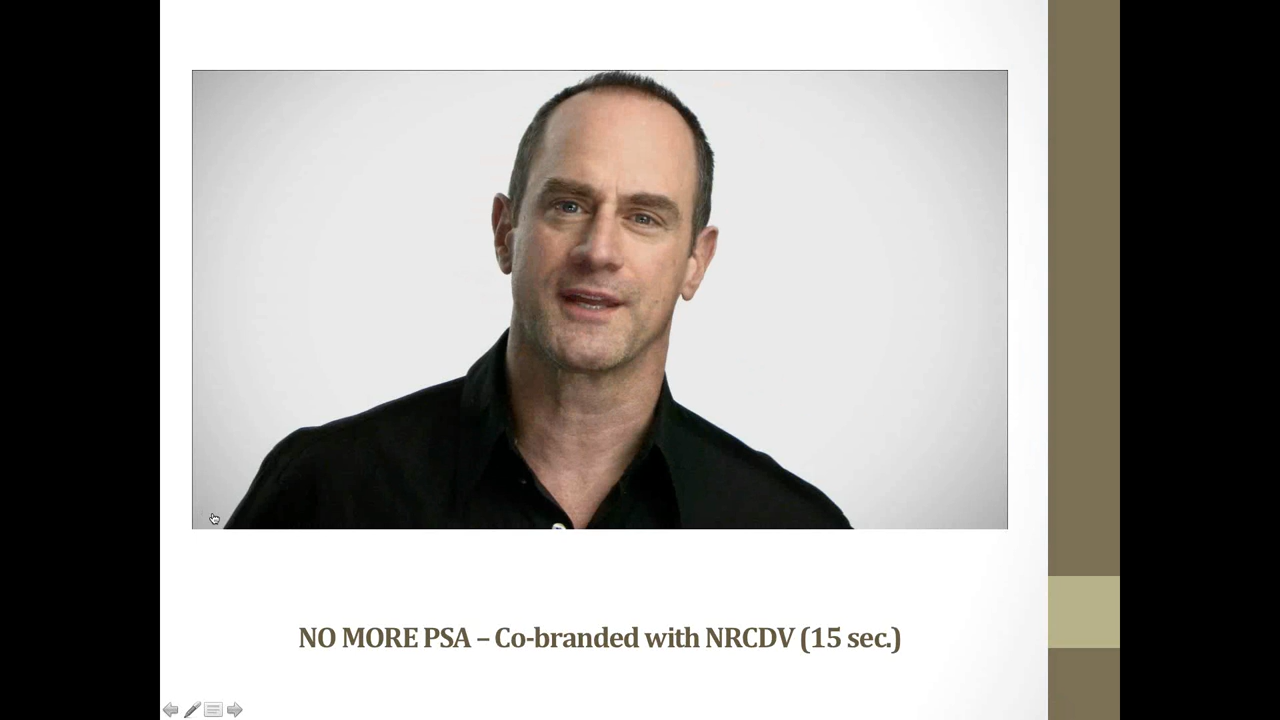 NO MORE PSA – Co-branded with NRCDV (15 sec.)